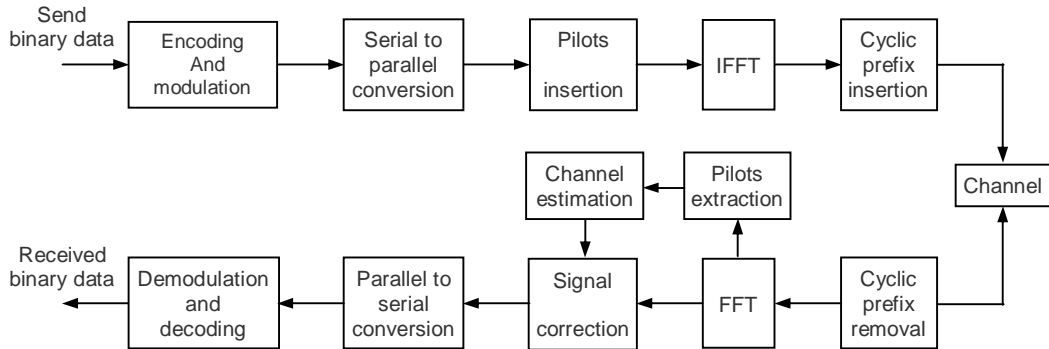 Send
binary data
Encoding
And
modulation
Serial to
parallel
conversion
Pilots
insertion
IFFT
Cyclic
prefix
insertion
Channel
estimation
Pilots
extraction
Channel
Received
binary data
Demodulation
and
decoding
Parallel to
serial
conversion
Signal
correction
FFT
Cyclic
prefix
removal